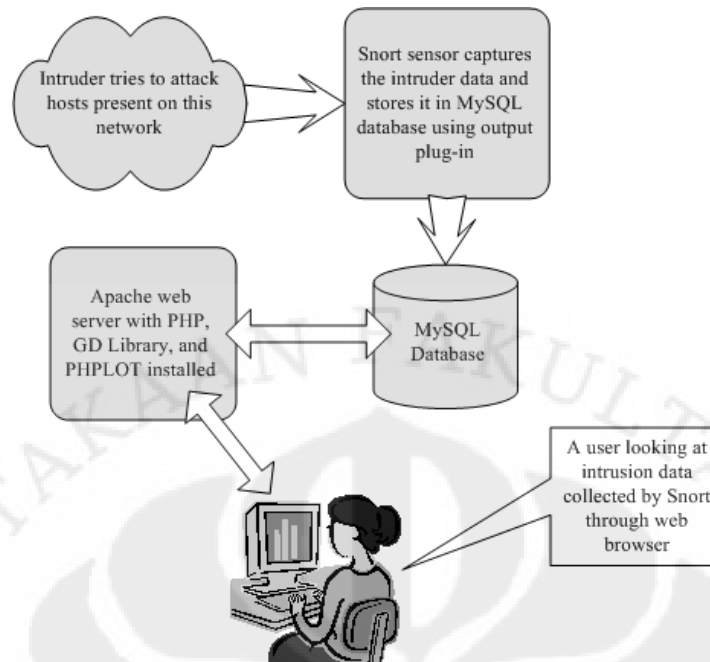 Intruder tries to attack
hosts present on this
network
Snort sensor captures
the intruder data and
stores it in MySQL
database using output
plug-in
Apache web
server with PHP,
GD Library, and
PHPLOT installed
MySQL
Database
A user looking at
intrusion data
collected by Snort
through web
browser
TAKAAN FAKULTA